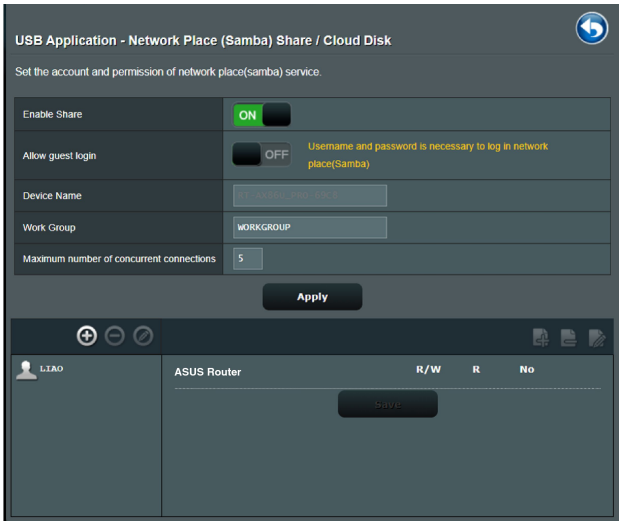 USB Application - Network Place (Samba) Share / Cloud Disk
Set the account and permission of network place(samba) service.
Enable Share
ON
Allow guest login
OFF
Username and password is necessary to log in network
place(Samba)
Device Name
Work Group
WORKGROUP
Maximum number of concurrent connections
5
Apply
LIAO
ASUS Router
R/W
R
No
Save